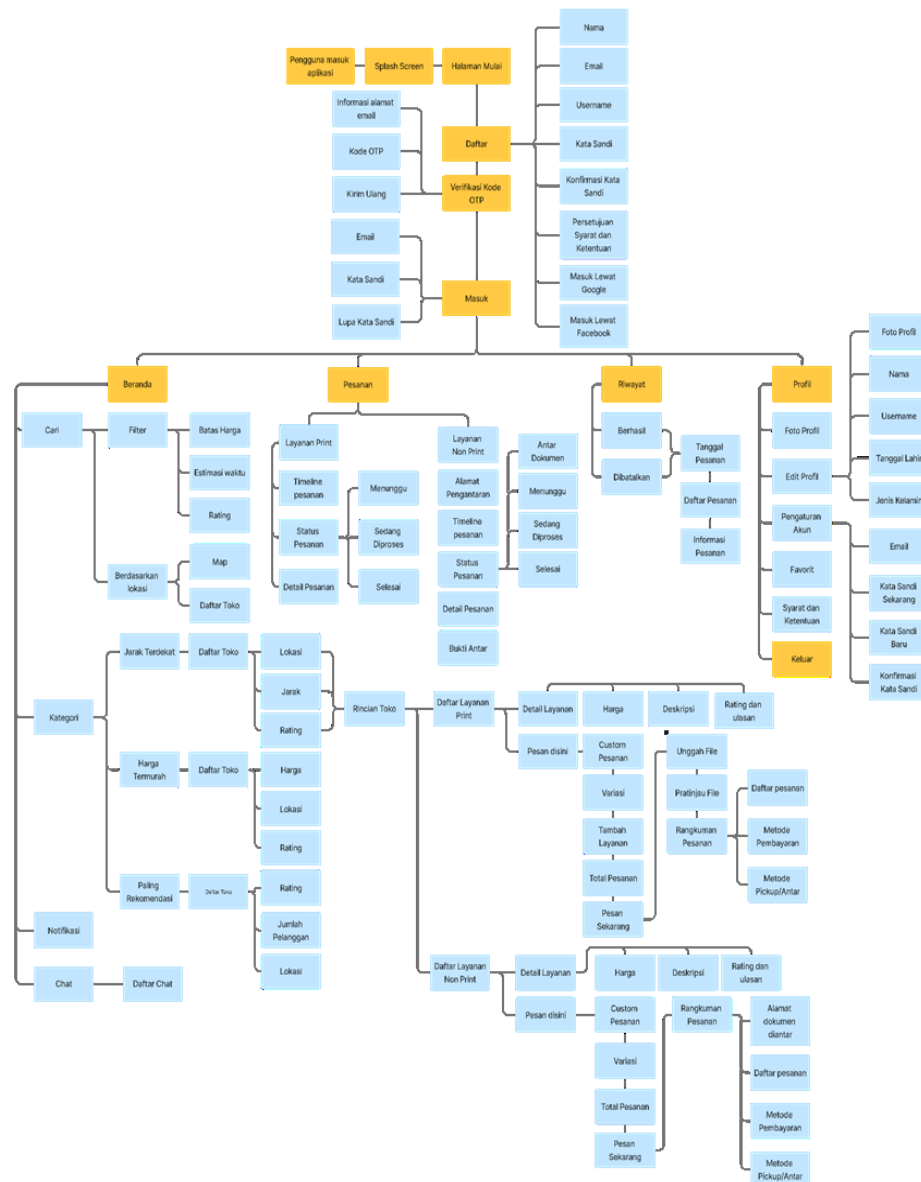 Pengguna masuk
aplikasi
Splash Screen
Halaman Mulai
Nama
Email
Username
Kata Sandi
Konfirmasi Kata
Sandi
Persetujuan
Syarat dan
Ketentuan
Masuk Lewat
Google
Masuk Lewat
Facebook
Daftar
Informasi alamat
email
Kode OTP
Kirim Ulang
Verifikasi Kode
OTP
Email
Kata Sandi
Lupa Kata Sandi
Masuk
Beranda
Pesanan
Riwayat
Profil
Cari
Filter
Batas Harga
Estimasi waktu
Rating
Berdasarkan
lokasi
Map
Daftar Toko
Layanan Print
Timeline
pesanan
Status
Pesanan
Detail Pesanan
Menunggu
Sedang
Diproses
Selesai
Layanan
Non Print
Alamat
Pengantaran
Timeline
pesanan
Status
Pesanan
Detail Pesanan
Bukti Antar
Antar
Dokumen
Menunggu
Sedang
Diproses
Selesai
Berhasil
Dibatalkan
Tanggal
Pesanan
Daftar Pesanan
Informasi
Pesanan
Foto Profil
Edit Profil
Pengaturan
Akun
Favorit
Syarat dan
Ketentuan
Keluar
Foto Profil
Nama
Username
Tanggal Lahir
Jenis Kelamin
Email
Kata Sandi
Sekarang
Kata Sandi
Baru
Konfirmasi
Kata Sandi
Kategori
Jarak Terdekat
Daftar Toko
Lokasi
Jarak
Rating
Harga
Termurah
Daftar Toko
Harga
Lokasi
Rating
Paling
Rekomendasi
Daftar Toko
Rating
Jumlah
Pelanggan
Lokasi
Notifikasi
Chat
Daftar Chat
Rincian Toko
Daftar Layanan
Print
Detail Layanan
Harga
Deskripsi
Rating dan
ulasan
Pesan disini
Custom
Pesanan
Variasi
Tambah
Layanan
Total Pesanan
Pesan
Sekarang
Unggah File
Pratinjau File
Rangkuman
Pesanan
Daftar pesanan
Metode
Pembayaran
Metode
Pickup/Antar
Daftar Layanan
Non Print
Detail Layanan
Harga
Deskripsi
Rating dan
ulasan
Pesan disini
Custom
Pesanan
Variasi
Total Pesanan
Pesan
Sekarang
Rangkuman
Pesanan
Alamat
dokumen
diantar
Daftar pesanan
Metode
Pembayaran
Metode
Pickup/Antar